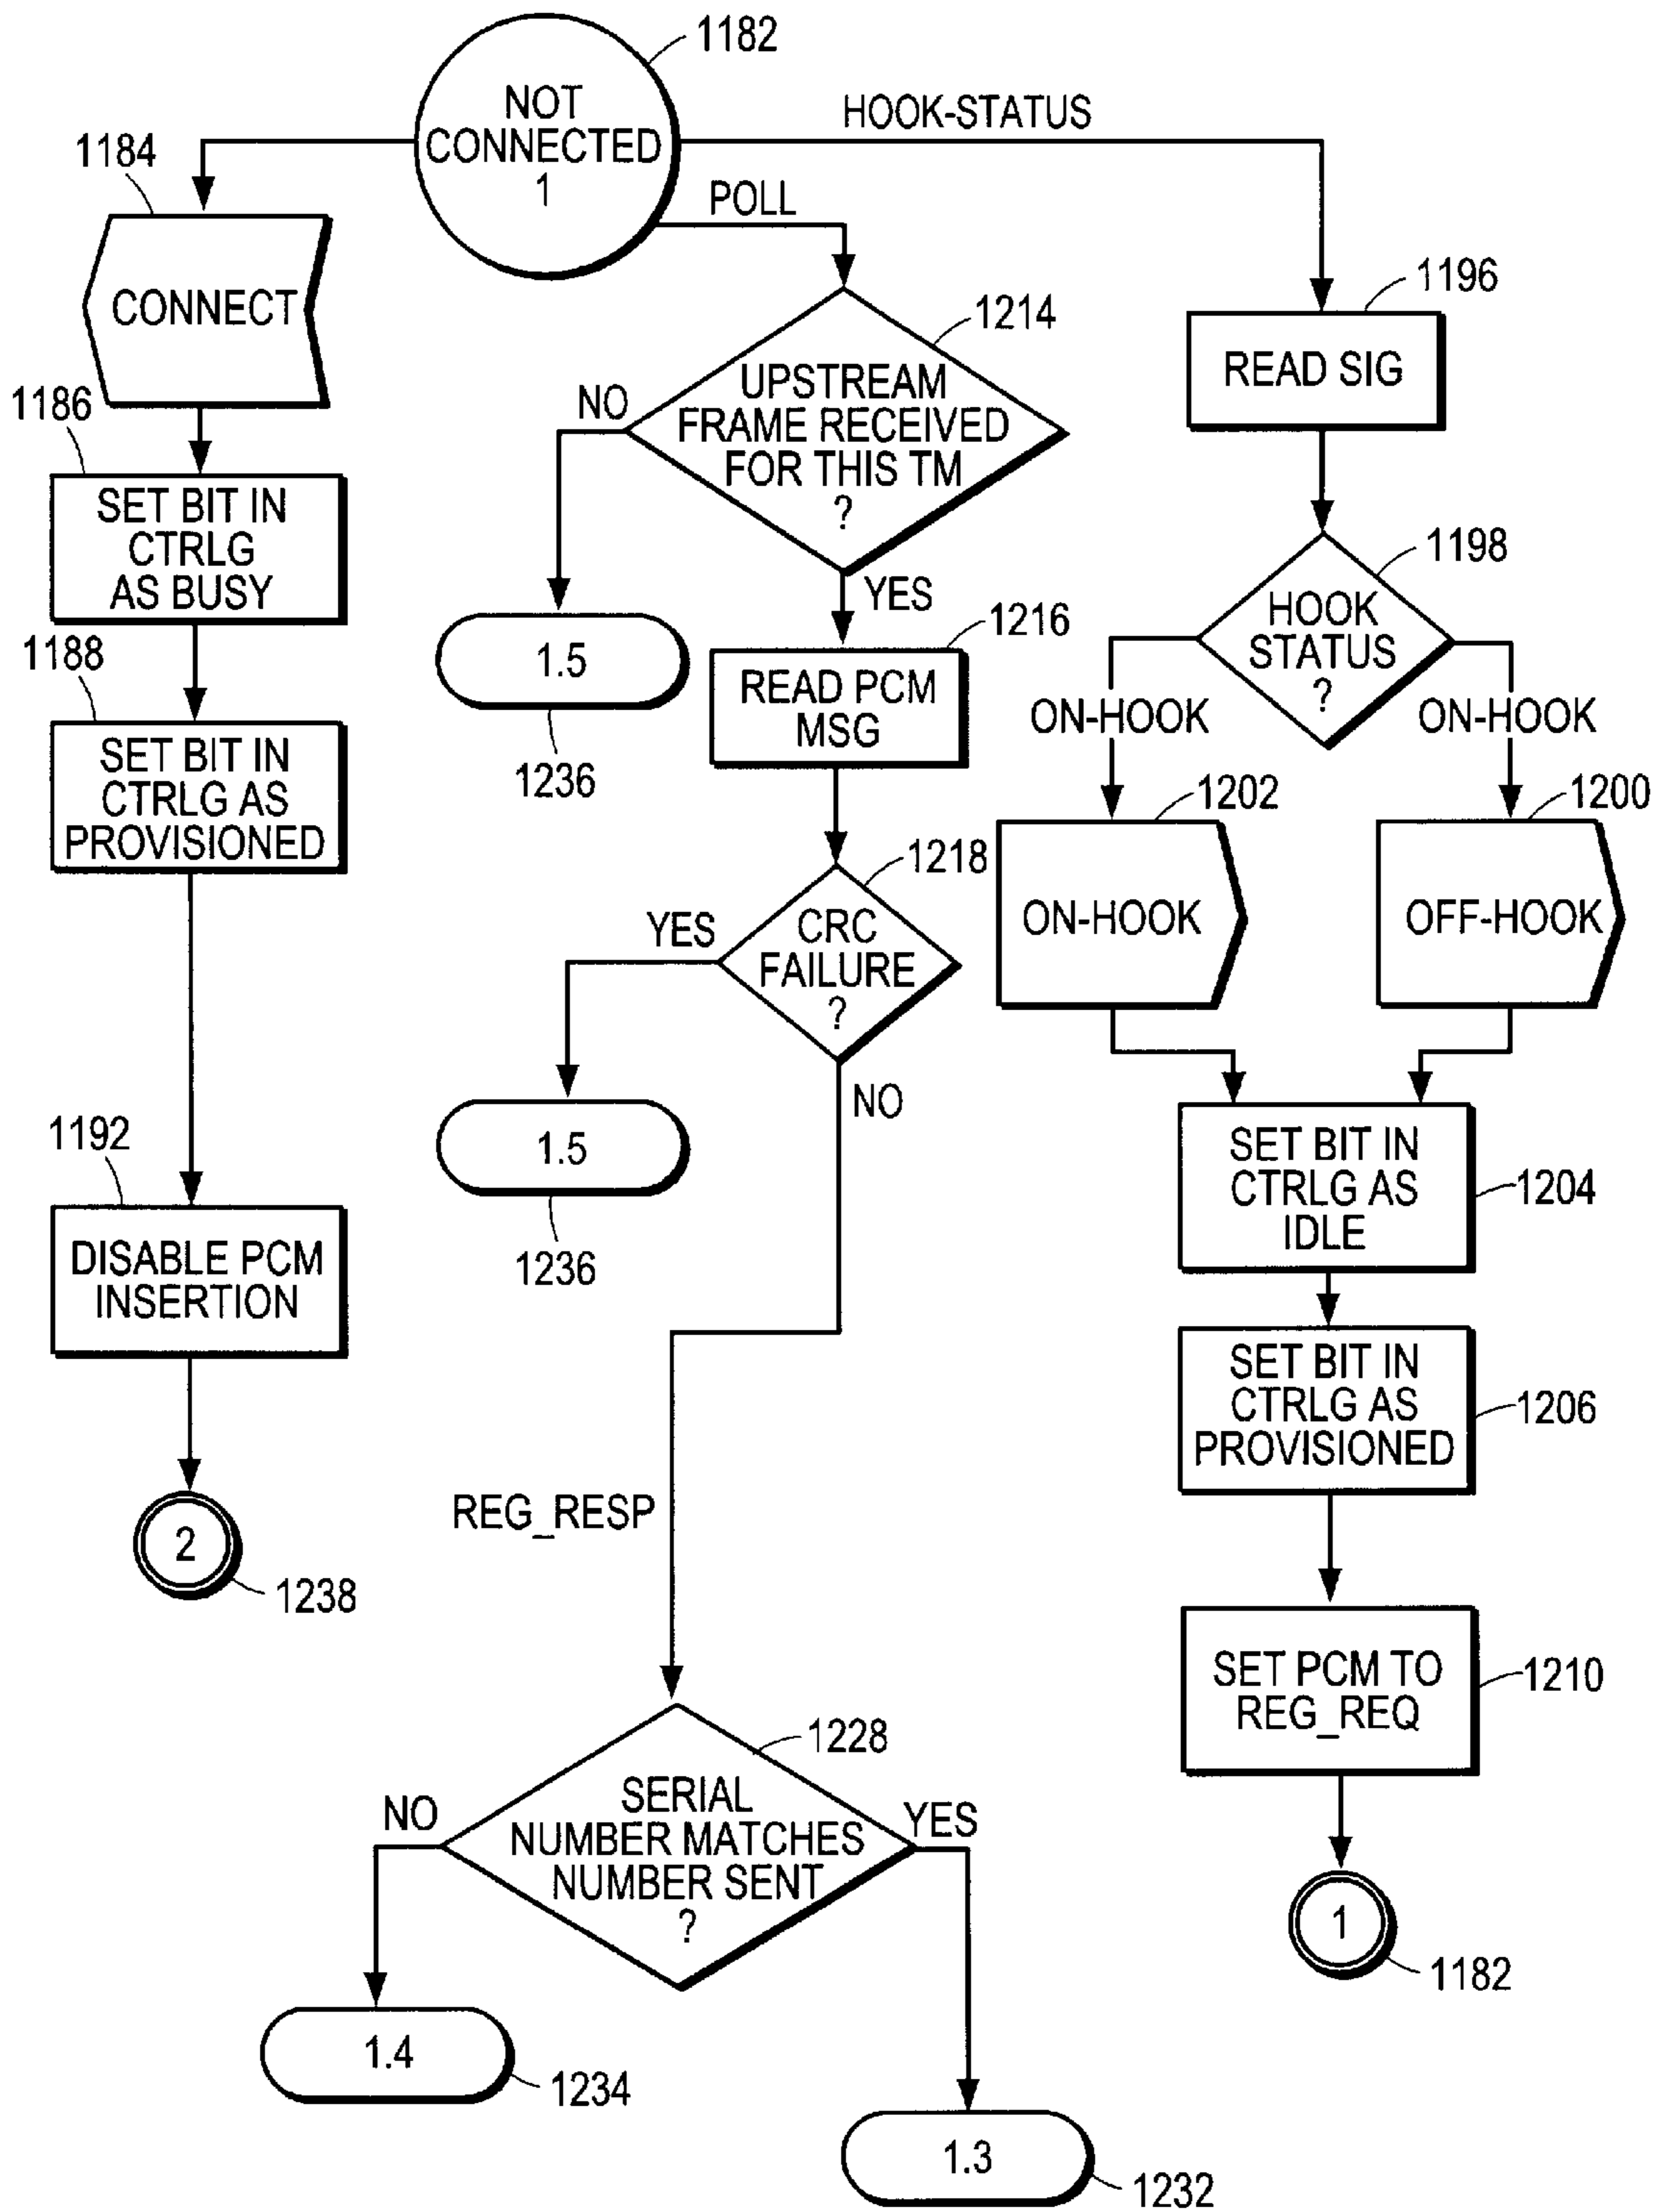 1182
NOT
CONNECTED
1
HOOK-STATUS
POLL
1184
CONNECT
1186
SET BIT IN
CTRLG
AS BUSY
1188
SET BIT IN
CTRLG AS
PROVISIONED
1192
DISABLE PCM
INSERTION
2
1238
1214
UPSTREAM
FRAME RECEIVED
FOR THIS TM
?
NO
YES
1.5
1236
1216
READ PCM
MSG
1218
CRC
FAILURE
?
YES
NO
1.5
1236
REG_RESP
1228
SERIAL
NUMBER MATCHES
NUMBER SENT
?
NO
YES
1.4
1234
1.3
1232
1196
READ SIG
1198
HOOK
STATUS
?
ON-HOOK
ON-HOOK
1202
ON-HOOK
1200
OFF-HOOK
SET BIT IN
CTRLG AS
IDLE
1204
SET BIT IN
CTRLG AS
PROVISIONED
1206
SET PCM TO
REG_REQ
1210
1
1182